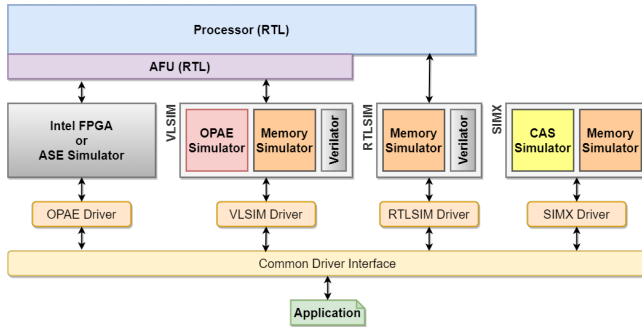 Processor (RTL)
AFU (RTL)
Intel FPGA
or
ASE Simulator
VLSIM
OPAE
Simulator
Memory
Simulator
Verilator
RTLSIM
Memory
Simulator
Verilator
SIMX
CAS
Simulator
Memory
Simulator
OPAE Driver
VLSIM Driver
RTLSIM Driver
SIMX Driver
Common Driver Interface
Application